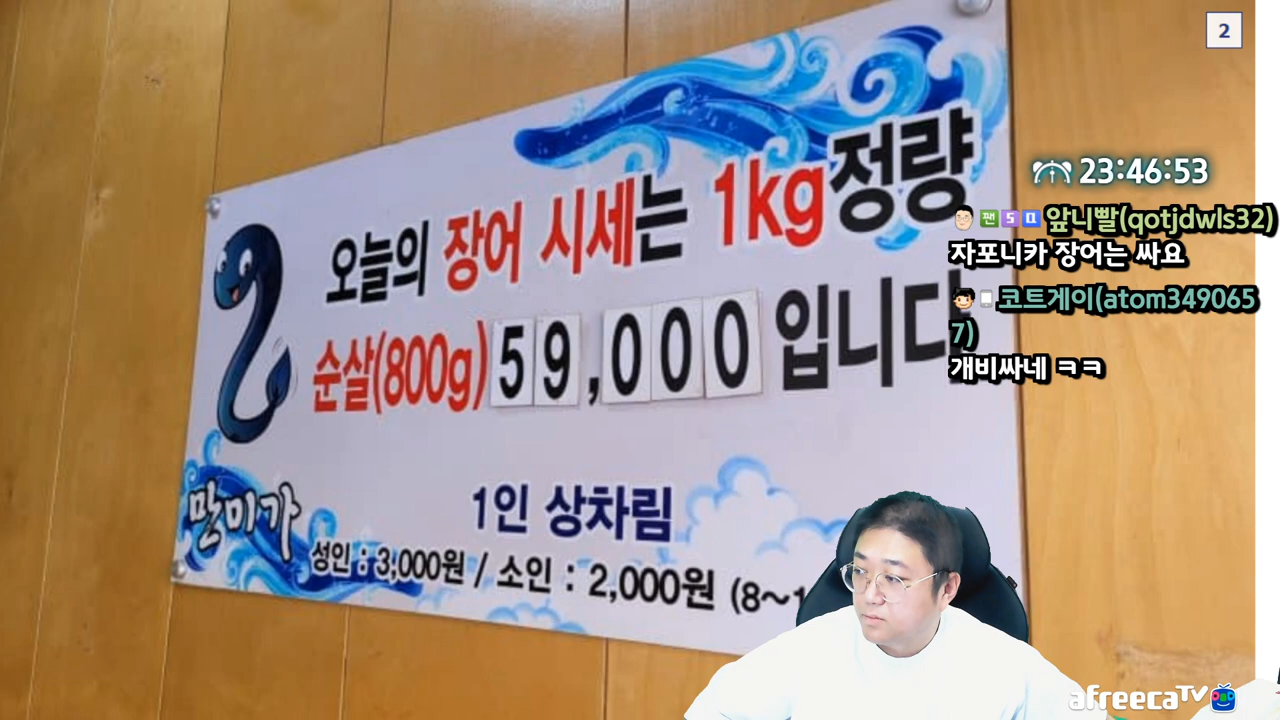 2
오늘의 장어 시세는 1kg정량
순살(800g) 59,000 입니다
만미가
1인 상차림
성인 : 3,000원 / 소인 : 2,000원 (8~1
23:46:53
팬 S a 앞니빨(qotjdwls32)
자포니카 장어는 싸요
코트게이(atom349065
7)
개비싸네 ㅋㅋ
afreecaTV